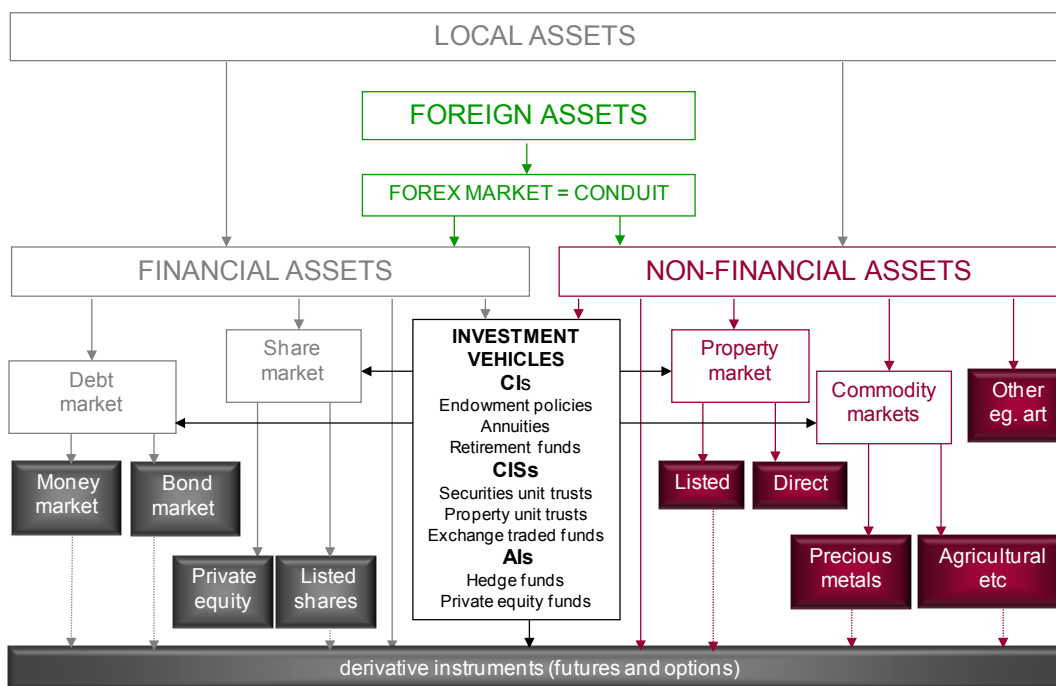 LOCAL ASSETS
FOREIGN ASSETS
FOREX MARKET = CONDUIT
FINANCIAL ASSETS
NON-FINANCIAL ASSETS
Debt
market
Share
market
INVESTMENT
VEHICLES
CIs
Endowment policies
Annuities
Retirement funds
CISs
Securities unit trusts
Property unit trusts
Exchange traded funds
AIs
Hedge funds
Private equity funds
Property
market
Commodity
markets
Other
eg. art
Money
market
Bond
market
Private
equity
Listed
shares
Listed
Direct
Precious
metals
Agricultural
etc
derivative instruments (futures and options)